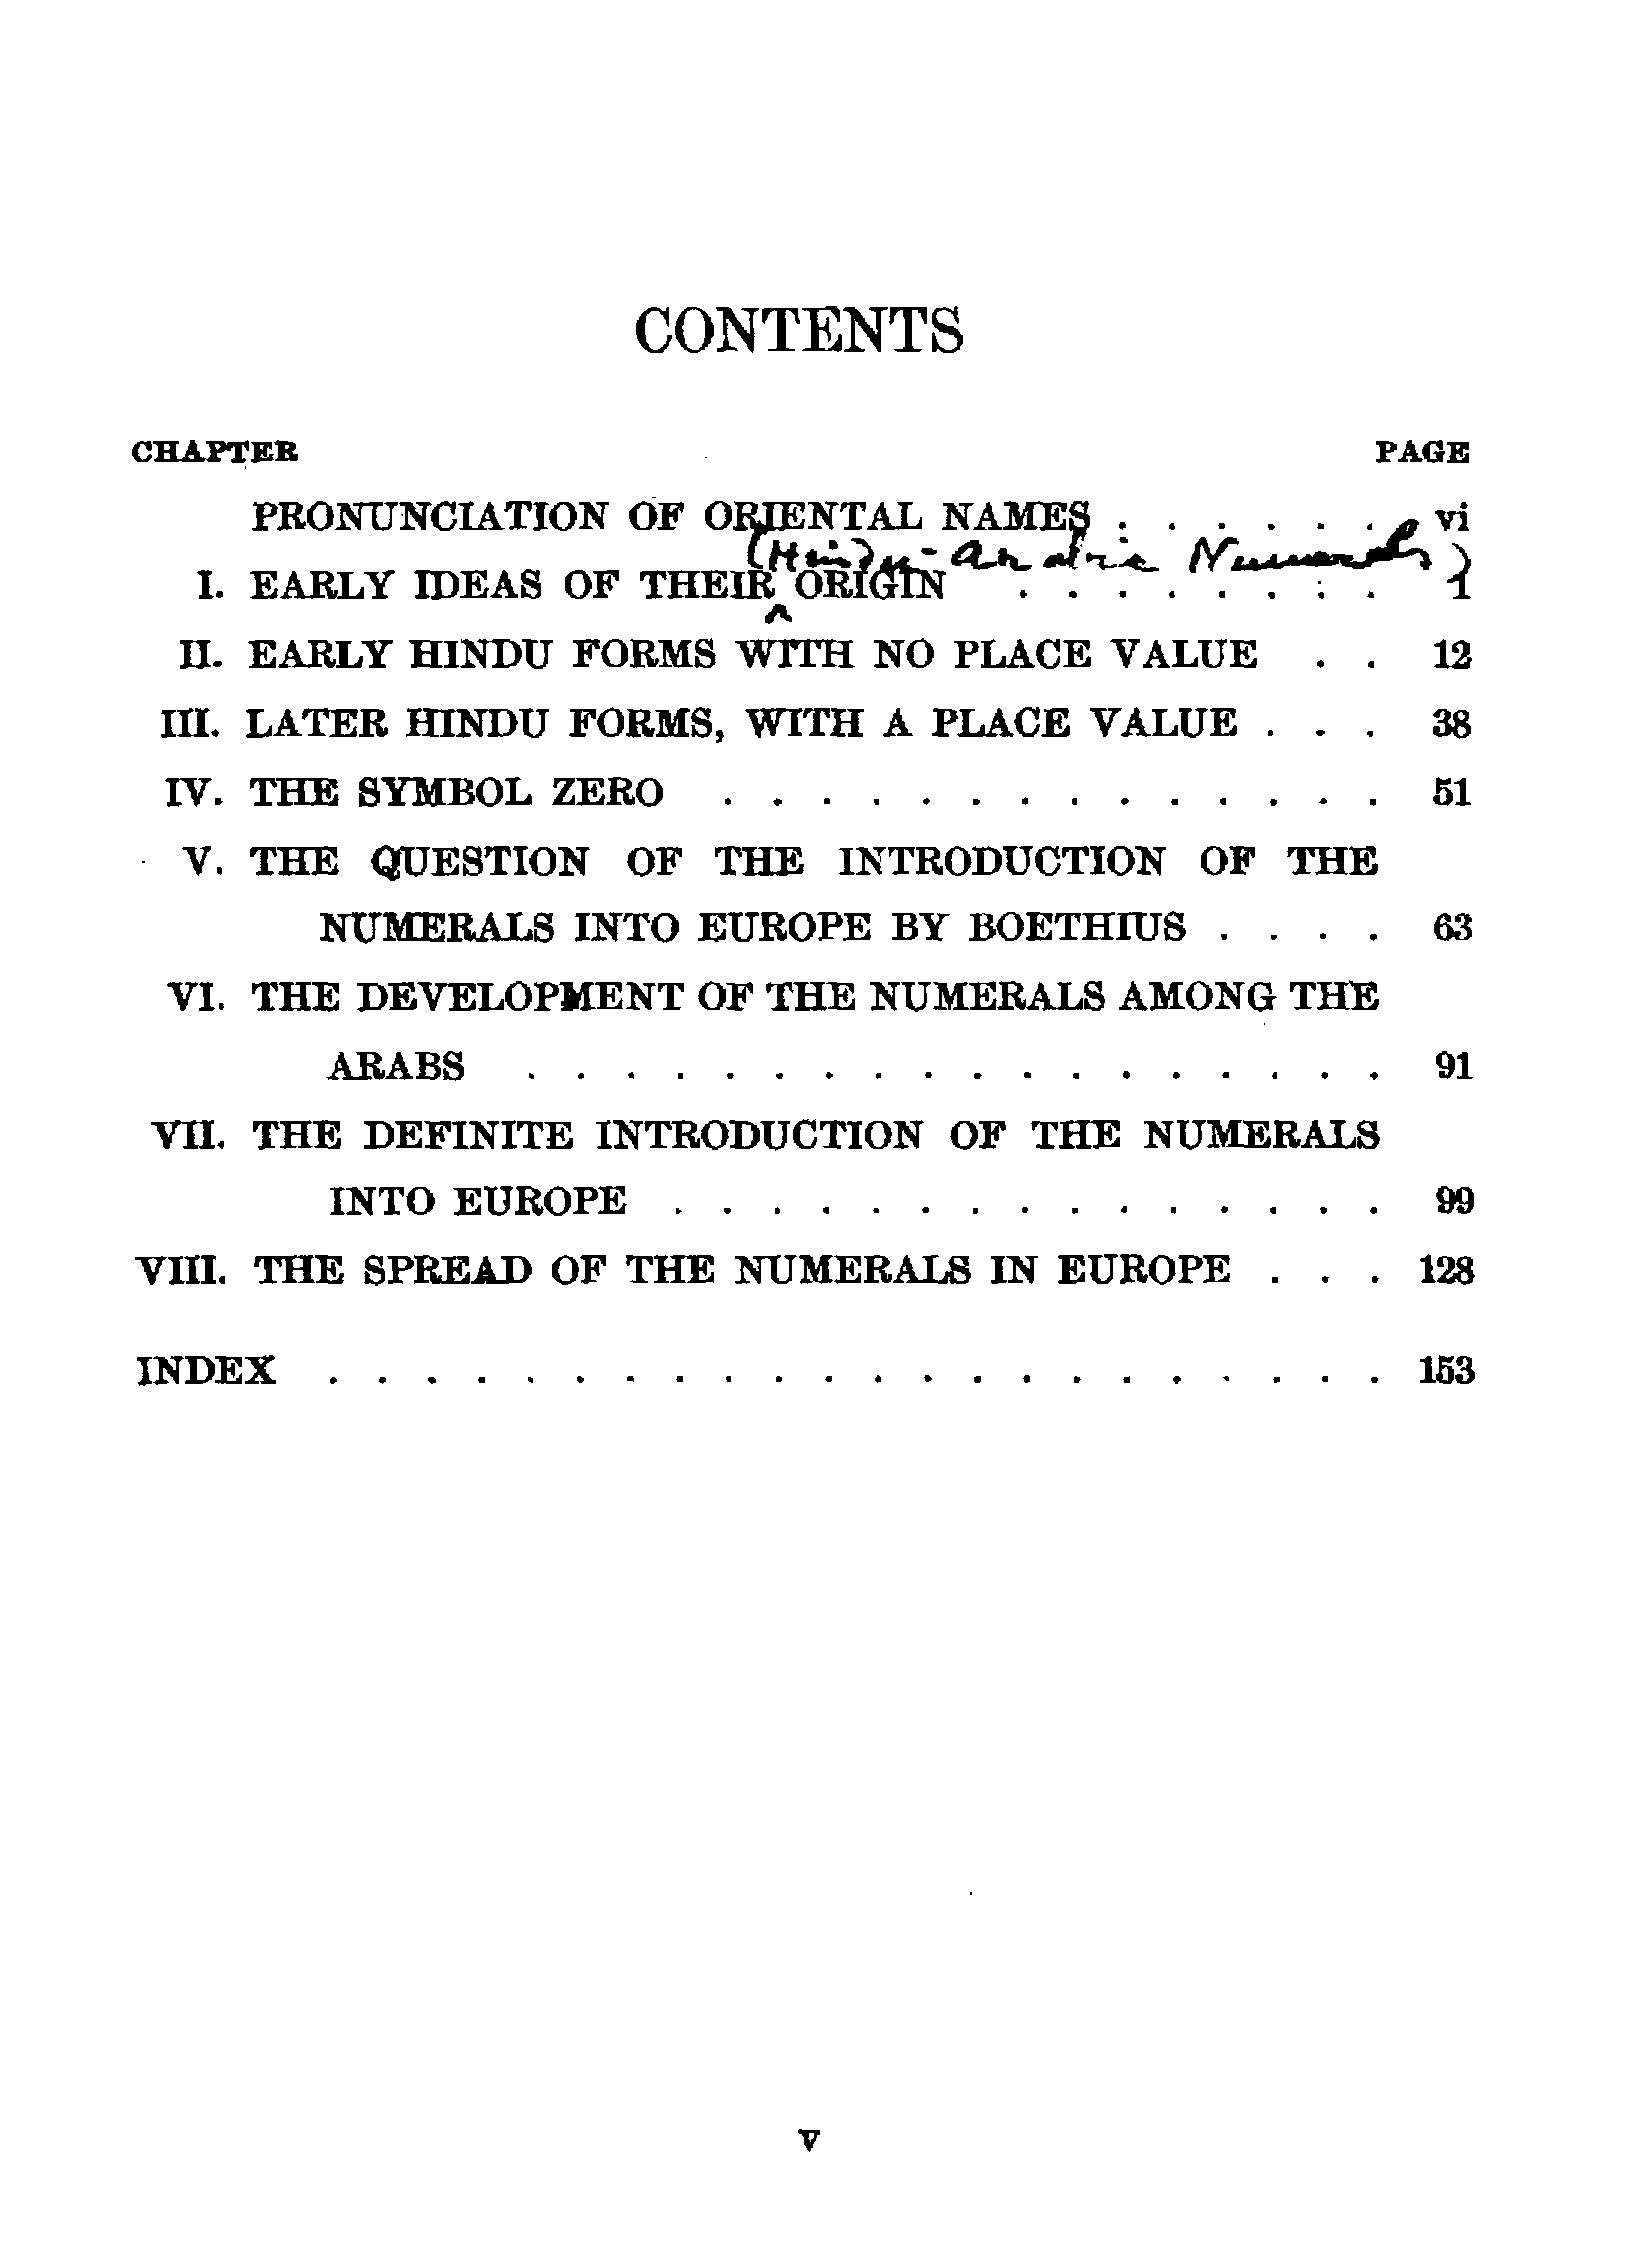 CONTENTS
CHAPTER PAGE
PRONUNCIATION OF ORIENTAL NAMES . . . . . . vi
(Hindu-Arabic Numerals)
I. EARLY IDEAS OF THEIR ^ ORIGIN . . . . . . . . 1
II. EARLY HINDU FORMS WITH NO PLACE VALUE . . 12
III. LATER HINDU FORMS, WITH A PLACE VALUE . . . 38
IV. THE SYMBOL ZERO . . . . . . . . . . . . . . 51
V. THE QUESTION OF THE INTRODUCTION OF THE
NUMERALS INTO EUROPE BY BOETHIUS . . . . 63
VI. THE DEVELOPMENT OF THE NUMERALS AMONG THE
ARABS . . . . . . . . . . . . . . . . . . 91
VII. THE DEFINITE INTRODUCTION OF THE NUMERALS
INTO EUROPE . . . . . . . . . . . . . . . 99
VIII. THE SPREAD OF THE NUMERALS IN EUROPE . . . 128
INDEX . . . . . . . . . . . . . . . . . . . . . . 153
v